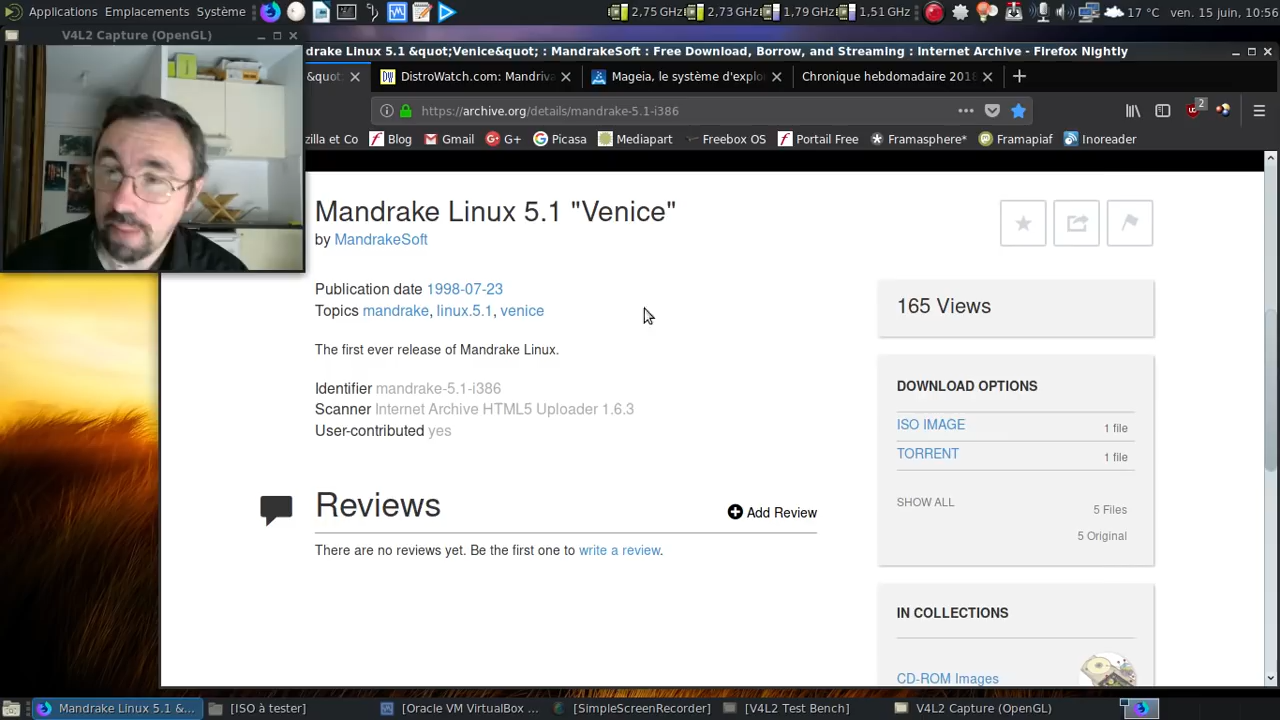 Applications Emplacements Système 2,75 GHz 2,73 GHz 1,79 GHz 1,51 GHz 17 °C ven. 15 juin, 10:56
V4L2 Capture (OpenGL)
drake Linux 5.1 &quot;Venice&quot; : MandrakeSoft : Free Download, Borrow, and Streaming : Internet Archive - Firefox Nightly
&quot; DistroWatch.com: Mandriva Mageia, le système d'explo Chronique hebdomadaire 2018
https://archive.org/details/mandrake-5.1-i386 2
zilla et Co Blog Gmail G+ Picasa Mediapart Freebox OS Portail Free Framasphere* Framapiaf Inoreader
Mandrake Linux 5.1 "Venice"
by MandrakeSoft
Publication date 1998-07-23
Topics mandrake, linux.5.1, venice
The first ever release of Mandrake Linux.
Identifier mandrake-5.1-i386
Scanner Internet Archive HTML5 Uploader 1.6.3
User-contributed yes
Reviews
Add Review
There are no reviews yet. Be the first one to write a review.
165 Views
DOWNLOAD OPTIONS
ISO IMAGE 1 file
TORRENT 1 file
SHOW ALL 5 Files
5 Original
IN COLLECTIONS
CD-ROM Images
Mandrake Linux 5.1 &... [ISO à tester] [Oracle VM VirtualBox ... [SimpleScreenRecorder] [V4L2 Test Bench] V4L2 Capture (OpenGL)